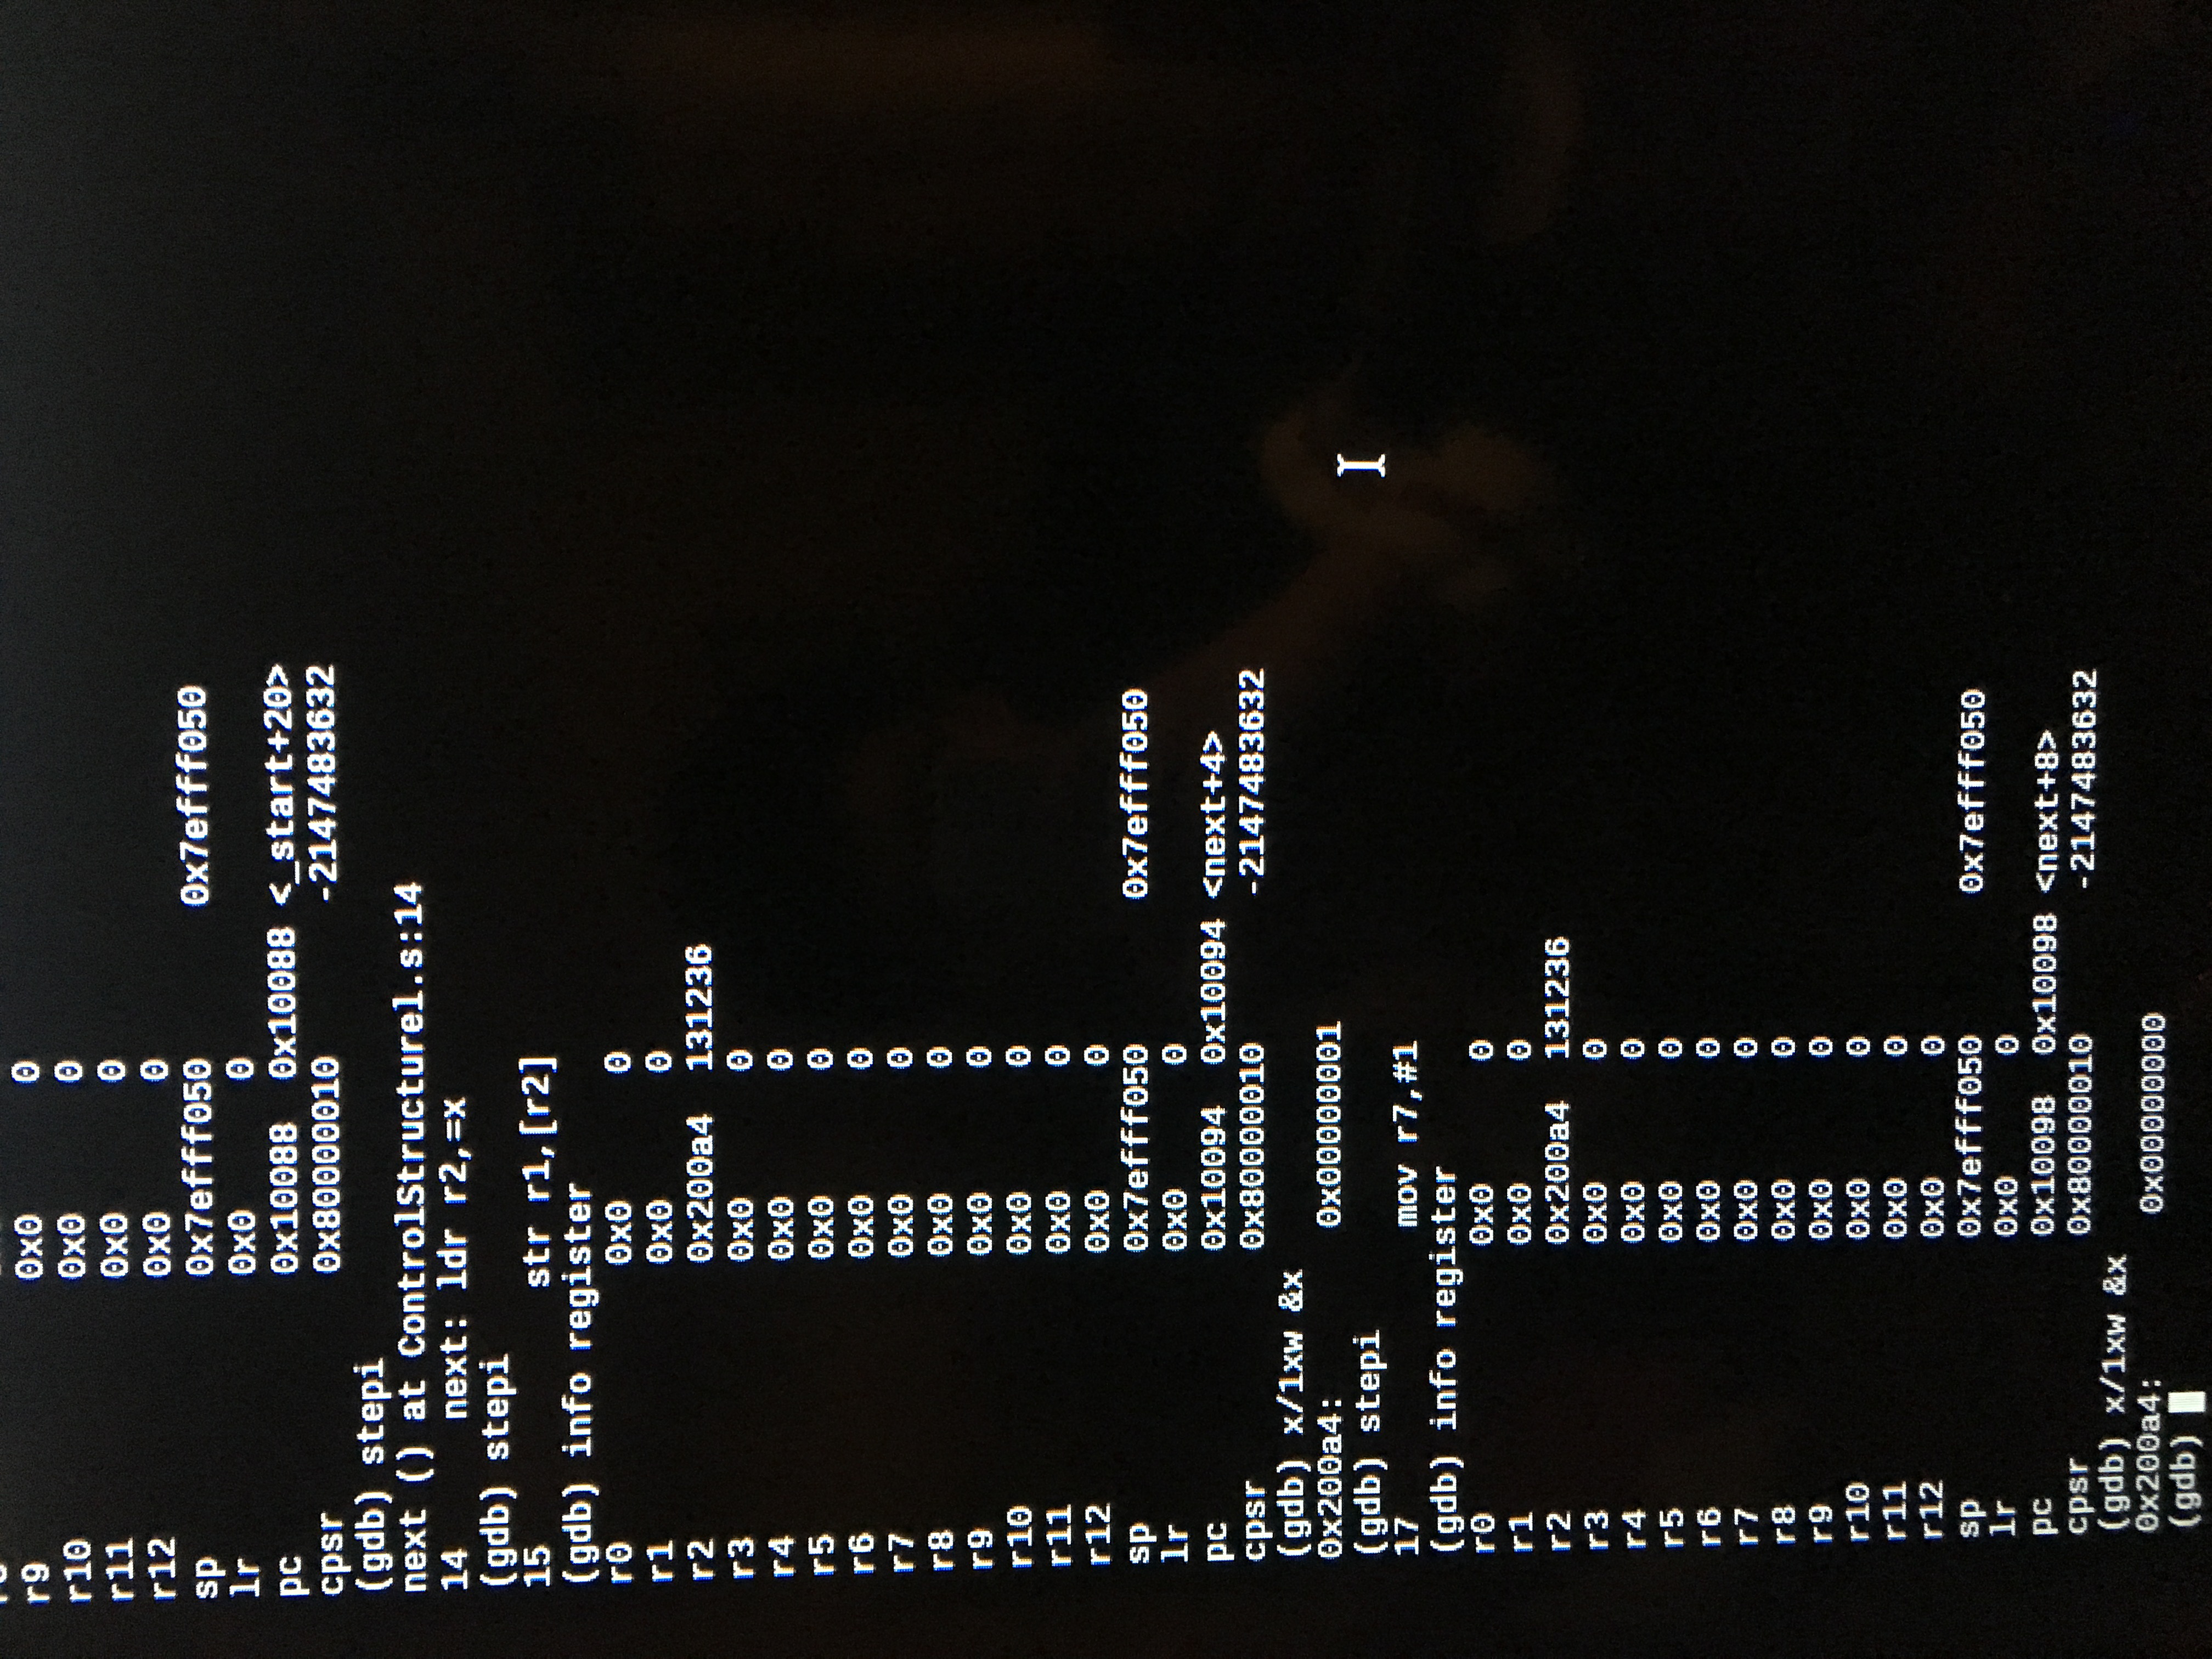 r9 0x0 0
r10 0x0 0
r11 0x0 0
r12 0x0 0
sp 0x7efff050 0x7efff050
lr 0x0 0
pc 0x10088 0x10088 <_start+20>
cpsr 0x80000010 -2147483632
(gdb) stepi
next () at ControlStructure1.s:14
14 next: ldr r2,=x
(gdb) stepi
15 str r1,[r2]
(gdb) info register
r0 0x0 0
r1 0x0 0
r2 0x200a4 131236
r3 0x0 0
r4 0x0 0
r5 0x0 0
r6 0x0 0
r7 0x0 0
r8 0x0 0
r9 0x0 0
r10 0x0 0
r11 0x0 0
r12 0x0 0
sp 0x7efff050 0x7efff050
lr 0x0 0
pc 0x10094 0x10094 <next+4>
cpsr 0x80000010 -2147483632
(gdb) x/1xw &x
0x200a4: 0x00000001
(gdb) stepi
17 mov r7,#1
(gdb) info register
r0 0x0 0
r1 0x0 0
r2 0x200a4 131236
r3 0x0 0
r4 0x0 0
r5 0x0 0
r6 0x0 0
r7 0x0 0
r8 0x0 0
r9 0x0 0
r10 0x0 0
r11 0x0 0
r12 0x0 0
sp 0x7efff050 0x7efff050
lr 0x0 0
pc 0x10098 0x10098 <next+8>
cpsr 0x80000010 -2147483632
(gdb) x/1xw &x
0x200a4: 0x00000000
(gdb)